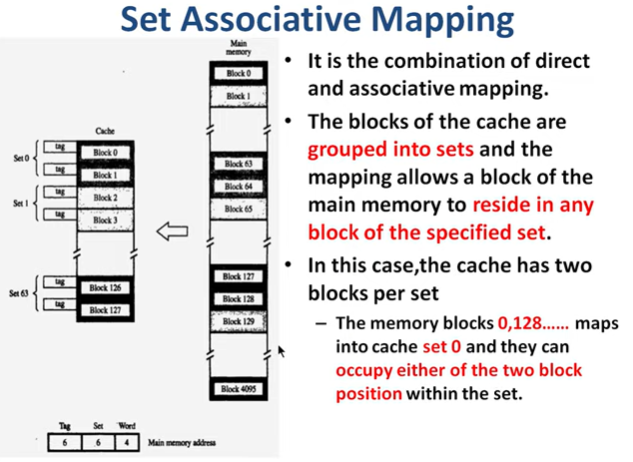 Set Associative Mapping
Main
memory
Block 0
Block 1
Cache
tag
Set 0
Block 0
tag
Block 1
tag
Set 1
Block 2
tag
Block 3
Block 63
Block 64
Block 65
tag
Set 63
Block 126
tag
Block 127
Block 127
Block 128
Block 129
Block 4095
Tag Set Word
6 6 4 Main memory address
• It is the combination of direct
and associative mapping.
• The blocks of the cache are
grouped into sets and the
mapping allows a block of the
main memory to reside in any
block of the specified set.
• In this case,the cache has two
blocks per set
– The memory blocks 0,128...... maps
into cache set 0 and they can
occupy either of the two block
position within the set.